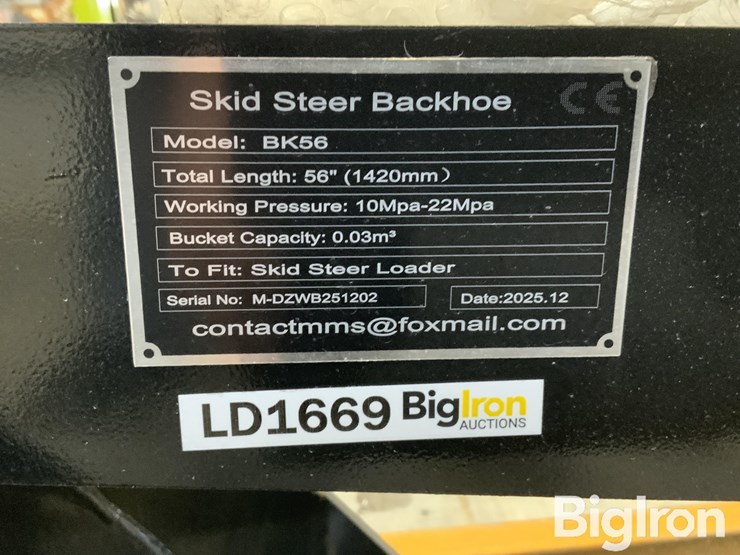 Skid Steer Backhoe CE
Model: BK56
Total Length: 56" (1420mm)
Working Pressure: 10Mpa-22Mpa
Bucket Capacity: 0.03m³
To Fit: Skid Steer Loader
Serial No: M-DZWB251202 Date:2025.12
contactmms@foxmail.com
LD1669 BigIron
AUCTIONS
BigIron